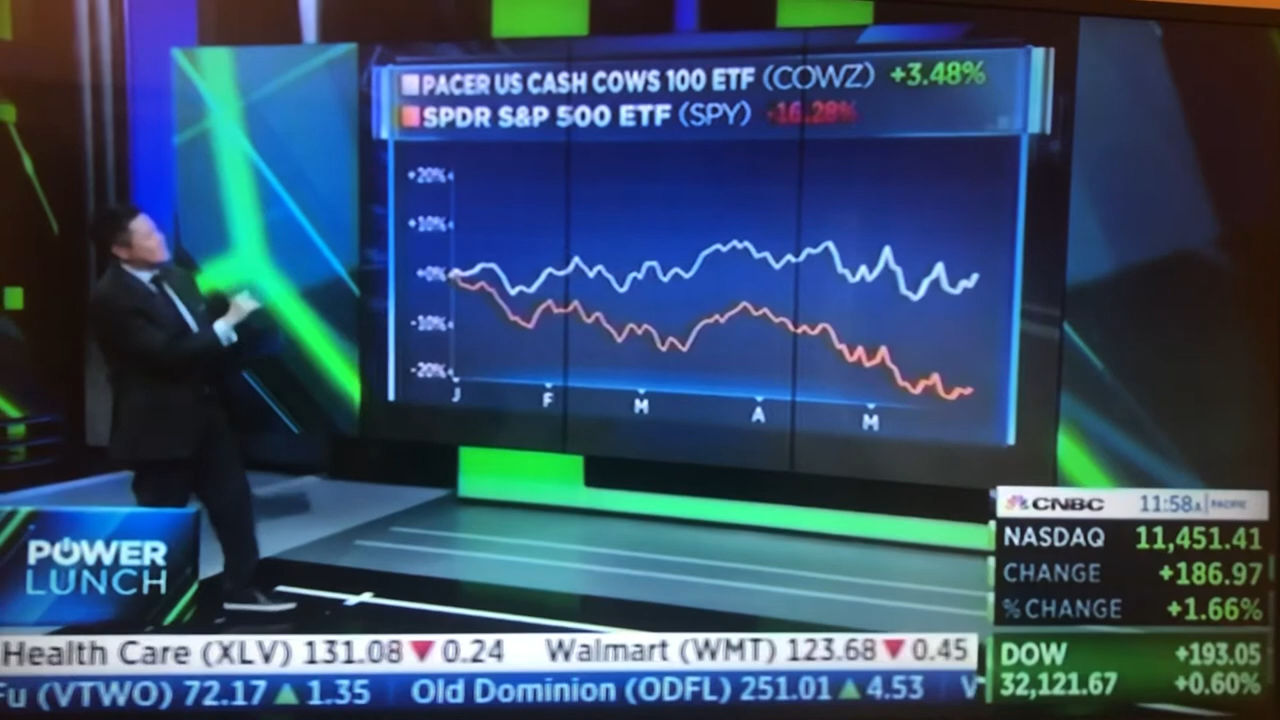 PACER US CASH COWS 100 ETF (COWZ) +3.48%
SPDR S&P 500 ETF (SPY) -16.28%
+20%
+10%
+0%
-10%
-20%
J F M A M
POWER
LUNCH
CNBC 11:58A PACIFIC
NASDAQ 11,451.41
CHANGE +186.97
% CHANGE +1.66%
DOW +193.05
32,121.67 +0.60%
Health Care (XLV) 131.08 ▼ 0.24 Walmart (WMT) 123.68 ▼ 0.45
Fu (VTWO) 72.17 ▲ 1.35 Old Dominion (ODFL) 251.01 ▲ 4.53 V